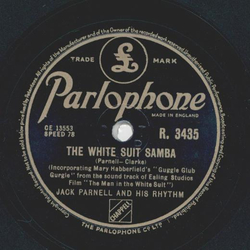 TRADE MARK
Parlophone
MADE IN ENGLAND
CE 13553
SPEED 78
R. 3435
THE WHITE SUIT SAMBA
(Parnell - Clarke)
(Incorporating Mary Habberfield's "Guggle Glub
Gurgle" from the sound track of Ealing Studios
Film "The Man in the White Suit")
JACK PARNELL AND HIS RHYTHM
CHAPPELL
THE PARLOPHONE CO. LTD